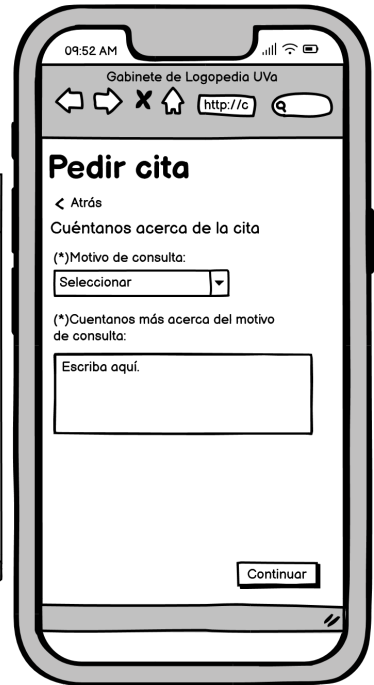 09:52 AM
Gabinete de Logopedia UVa
http://c
Pedir cita
Atrás
Cuéntanos acerca de la cita
(*)Motivo de consulta:
Seleccionar
(*)Cuentanos más acerca del motivo
de consulta:
Escriba aquí.
Continuar